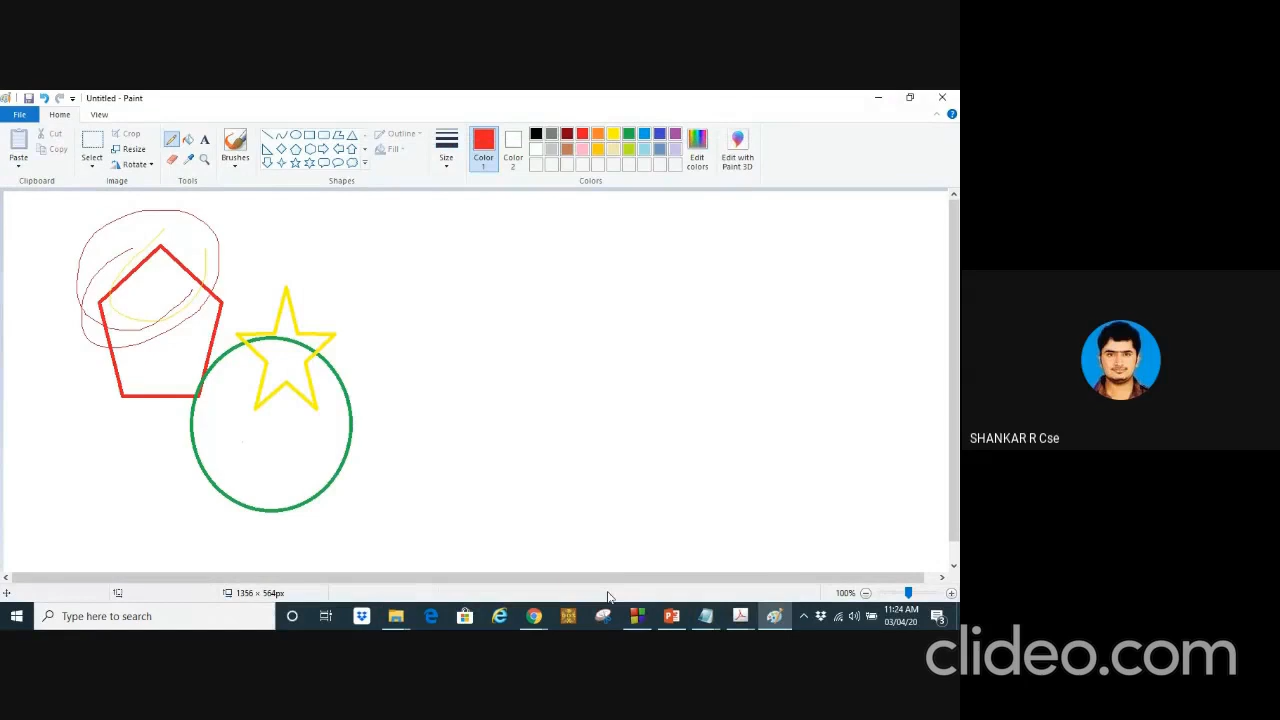 Untitled - Paint
File
Home
View
Paste
Cut
Copy
Clipboard
Select
Crop
Resize
Rotate
Image
A
Tools
Brushes
Shapes
Outline
Fill
Size
Color
1
Color
2
Edit
colors
Edit with
Paint 3D
Colors
SHANKAR R Cse
1356 × 564px
100%
Type here to search
11:24 AM
03/04/20
3
clideo.com